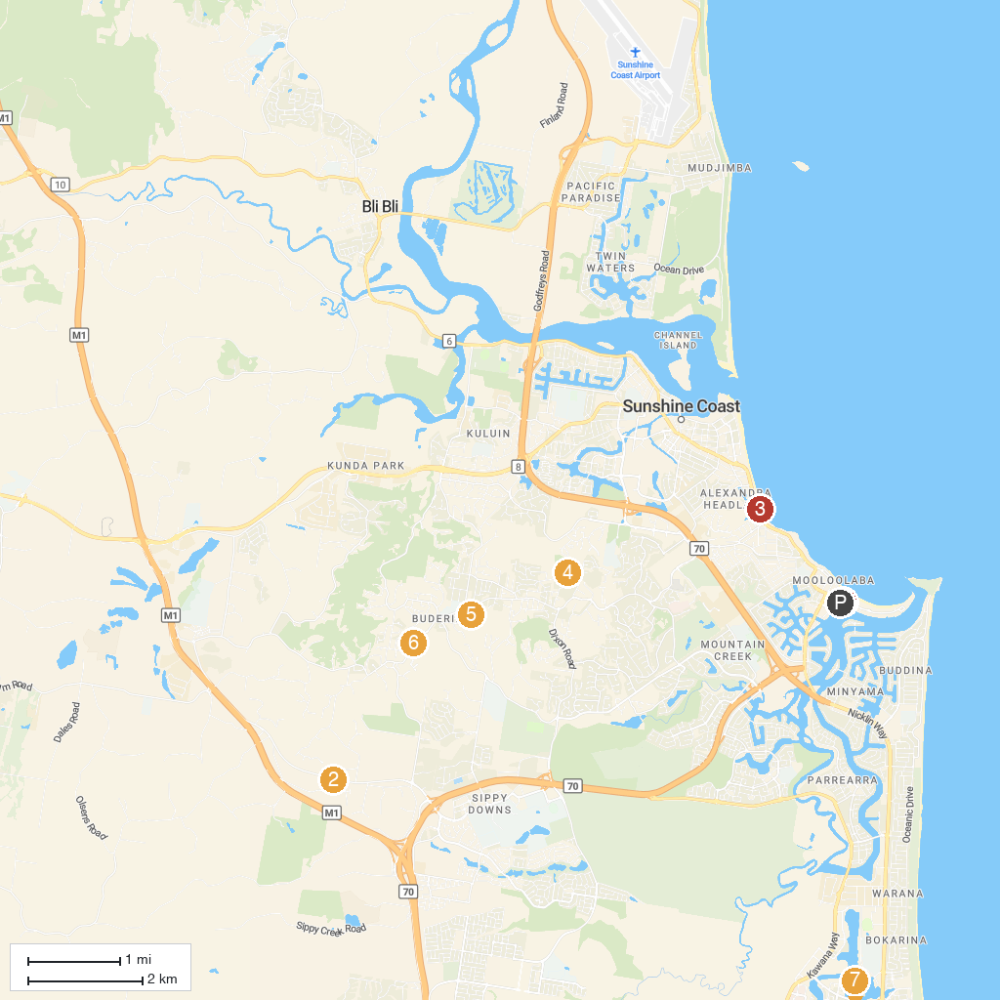 Sunshine
Coast Airport
Finland Road
M1
10
MUDJIMBA
PACIFIC
PARADISE
Bli Bli
TWIN
WATERS
Ocean Drive
Godfreys Road
M1
6
CHANNEL
ISLAND
Sunshine Coast
KULUIN
KUNDA PARK
8
ALEXANDRA
3
70
4
MOOLOOLABA
P
M1
5
6
Dixon Road
MOUNTAIN
CREEK
BUDDINA
MINYAMA
Nicklin Way
Dales Road
2
70
PARREARRA
M1
SIPPY
DOWNS
Olsens Road
Oceanic Drive
70
WARANA
Sippy Creek Road
BOKARINA
Kawana Way
7
1 mi
2 km